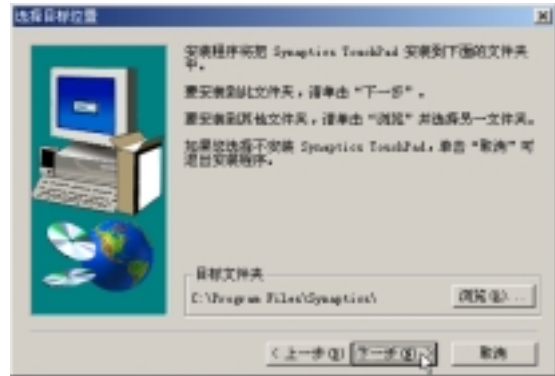 选择目标位置
安装程序将把 Synaptics TouchPad 安装到下面的文件夹
中。
要安装到此文件夹，请单击“下一步”。
要安装到其他文件夹，请单击“浏览”并选择另一文件夹。
如果您选择不安装 Synaptics TouchPad，单击“取消”可
退出安装程序。
目标文件夹
C:\Program Files\Synaptics\
浏览(R)...
< 上一步(B)
下一步(N) >
取消